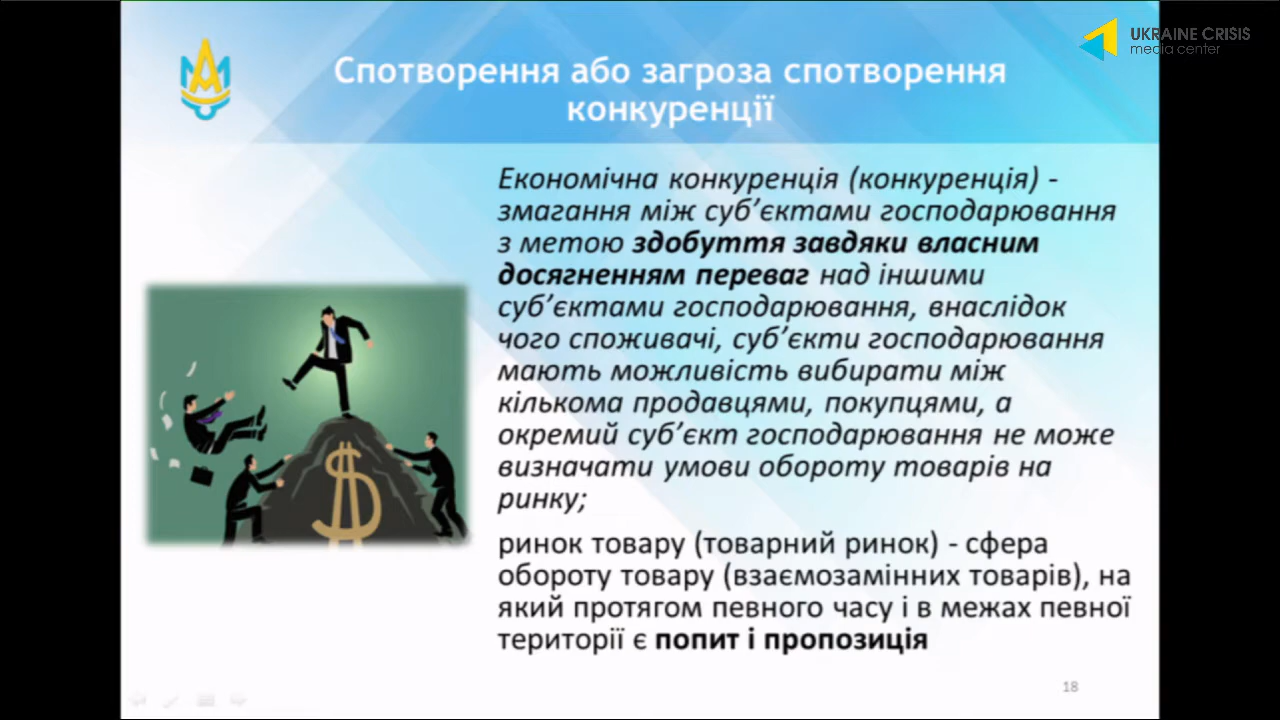 UKRAINE CRISIS
media center
Спотворення або загроза спотворення
конкуренції
Економічна конкуренція (конкуренція) -
змагання між суб’єктами господарювання
з метою здобуття завдяки власним
досягненням переваг над іншими
суб’єктами господарювання, внаслідок
чого споживачі, суб’єкти господарювання
мають можливість вибирати між
кількома продавцями, покупцями, а
окремий суб’єкт господарювання не може
визначати умови обороту товарів на
ринку;
ринок товару (товарний ринок) - сфера
обороту товару (взаємозамінних товарів), на
який протягом певного часу і в межах певної
території є попит і пропозиція
$
18